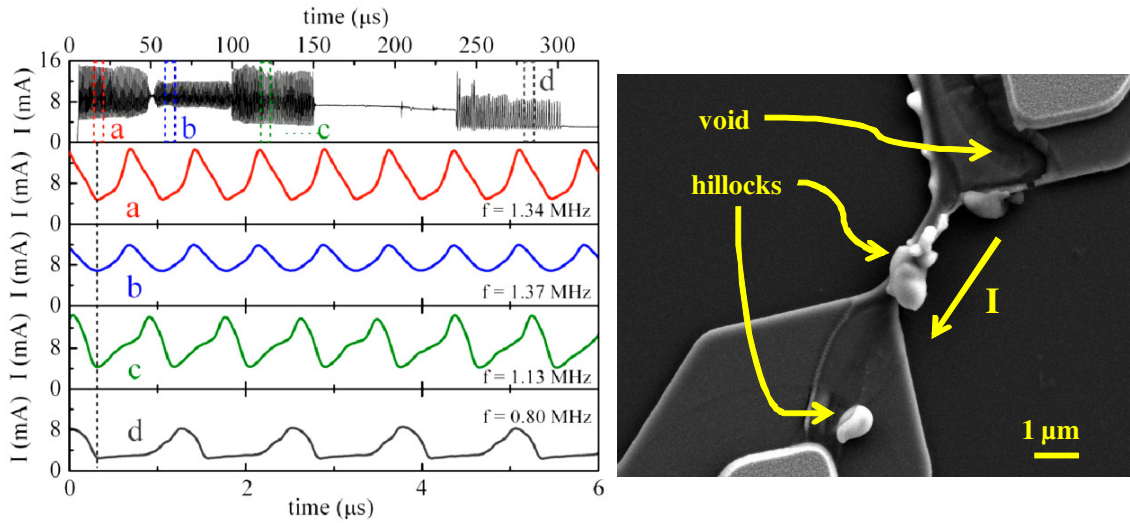 time (μs)
0 50 100 150 200 250 300
I (mA)
16
8
0
a
b
c
d
I (mA)
8
0
a
f = 1.34 MHz
I (mA)
8
0
b
f = 1.37 MHz
I (mA)
8
0
c
f = 1.13 MHz
I (mA)
8
0
d
f = 0.80 MHz
0 2 4 6
time (μs)
void
hillocks
I
1 μm